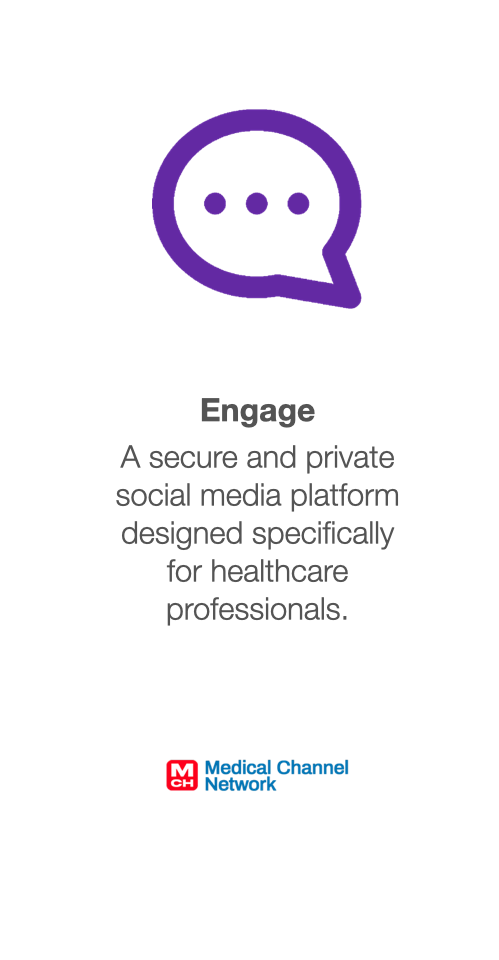 Engage
A secure and private
social media platform
designed specifically
for healthcare
professionals.
M
CH
Medical Channel
Network